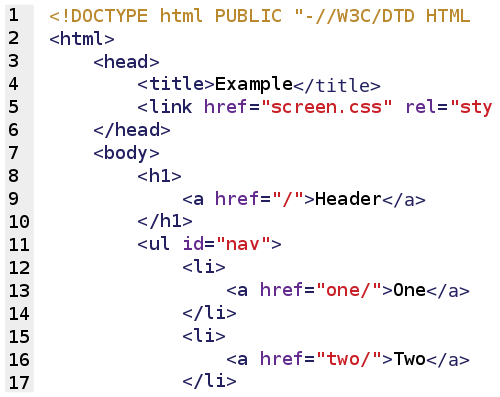 1 <!DOCTYPE html PUBLIC "-//W3C/DTD HTML
2 <html>
3     <head>
4         <title>Example</title>
5         <link href="screen.css" rel="sty
6     </head>
7     <body>
8         <h1>
9             <a href="/">Header</a>
10         </h1>
11         <ul id="nav">
12             <li>
13                 <a href="one/">One</a>
14             </li>
15             <li>
16                 <a href="two/">Two</a>
17             </li>